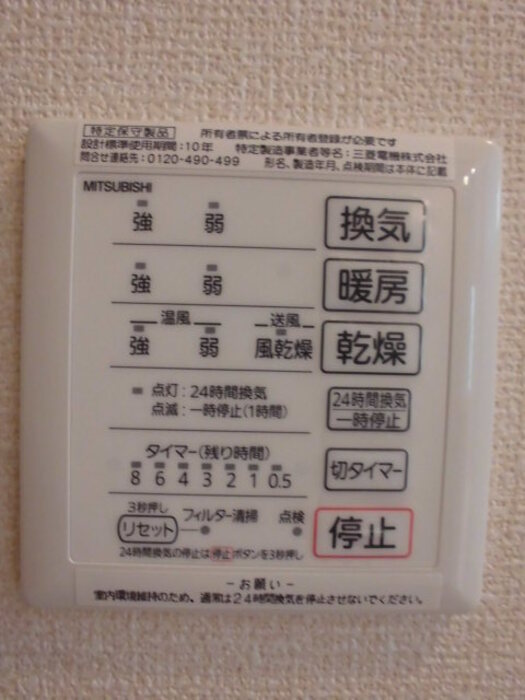 特定保守製品 所有者票による所有者登録が必要です
設計標準使用期間:10年 特定製造事業者等名:三菱電機株式会社
問合せ連絡先:0120-490-499 形名、製造年月、点検期間は本体に記載
MITSUBISHI
強 弱 換気
強 弱 暖房
温風 送風
強 弱 風乾燥 乾燥
点灯:24時間換気 24時間換気
点滅:一時停止(1時間) 一時停止
タイマー(残り時間) 切タイマー
8 6 4 3 2 1 0.5
3秒押し
リセット フィルター清掃 点検 停止
24時間換気の停止は停止ボタンを3秒押し
-お願い-
室内環境維持のため、通常は24時間換気を停止させないでください。